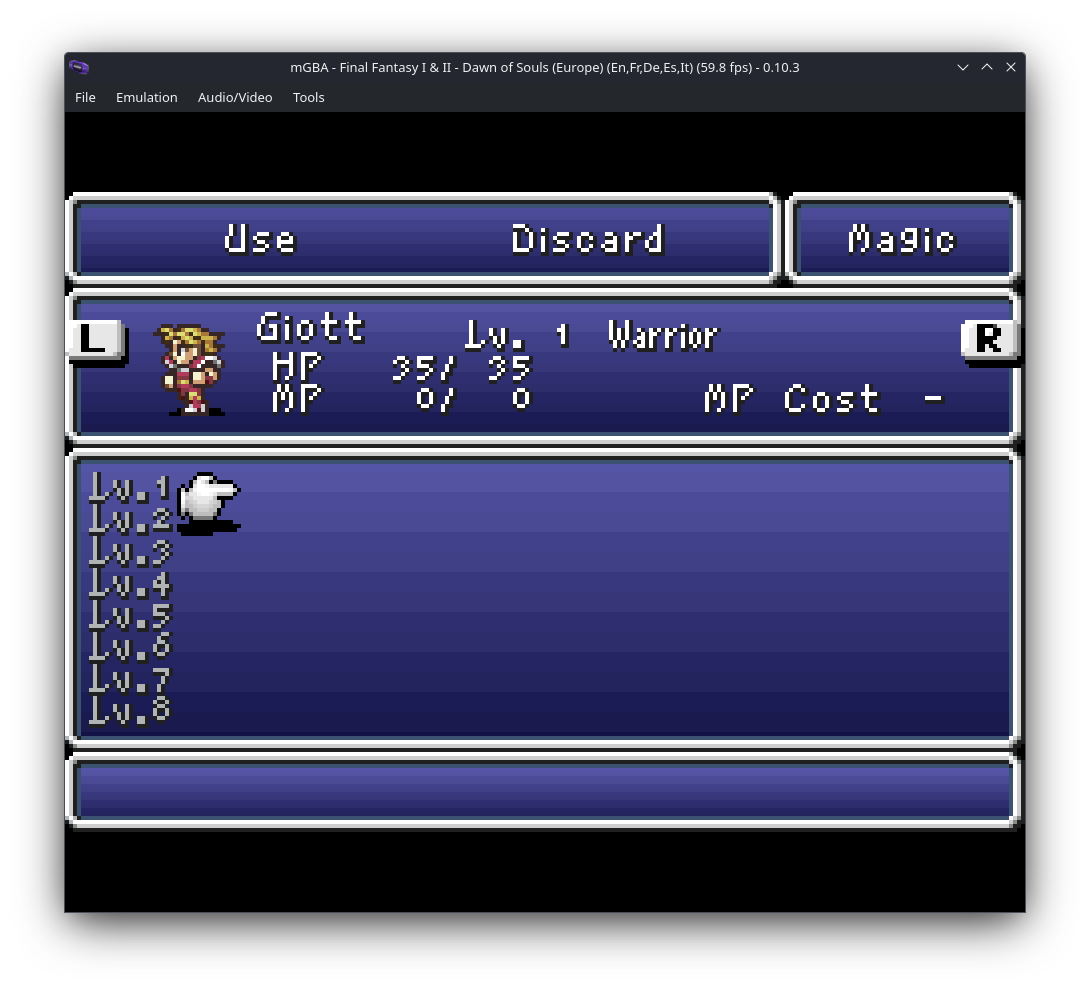 mGBA - Final Fantasy I & II - Dawn of Souls (Europe) (En,Fr,De,Es,It) (59.8 fps) - 0.10.3
File Emulation Audio/Video Tools
Use Discard Magic
L Giott Lv. 1 Warrior R
HP 35/ 35
MP 0/ 0 MP Cost -
Lv.1
Lv.2
Lv.3
Lv.4
Lv.5
Lv.6
Lv.7
Lv.8